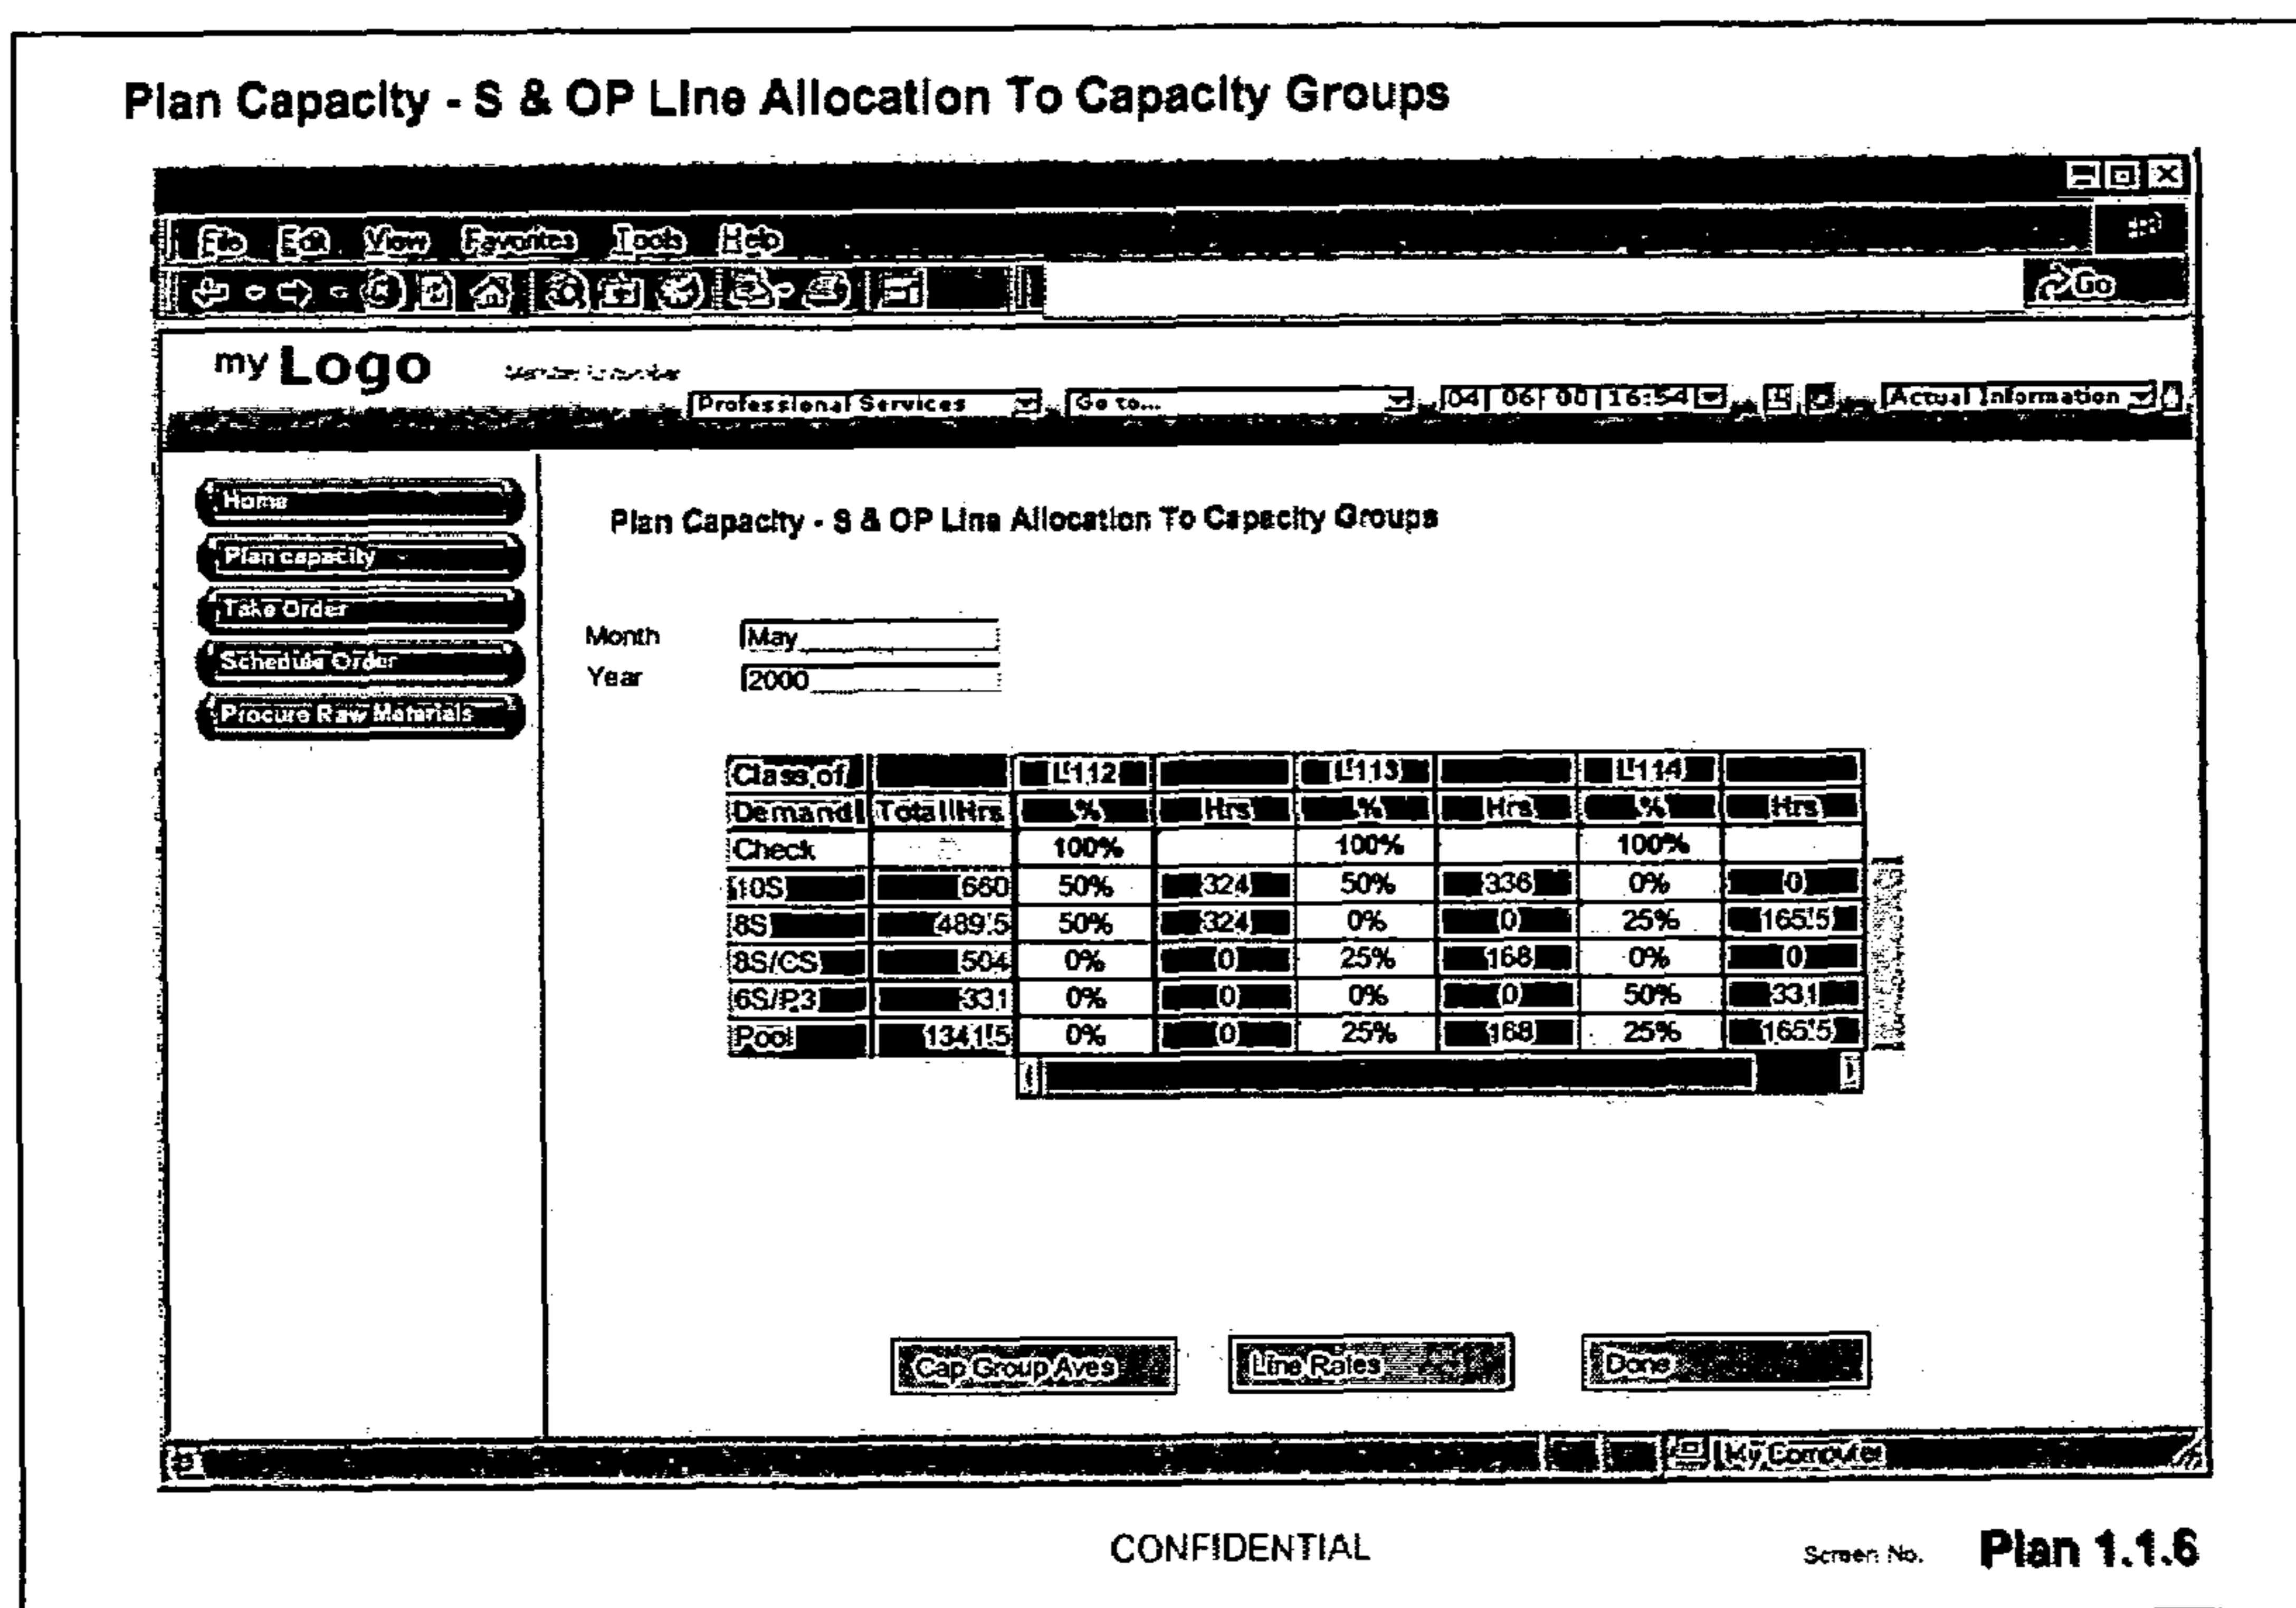 Plan Capacity - S & OP Line Allocation To Capacity Groups
File Edit View Favorites Tools Help
Go
my Logo
Professional Services Go to... 04 06 00 16:54 Actual Information
Home
Plan capacity
Take Order
Schedule Order
Procure Raw Materials
Plan Capacity - S & OP Line Allocation To Capacity Groups
Month May
Year 2000
Class of L112 L113 L114
Demand Total Hrs % Hrs % Hrs % Hrs
Check 100% 100% 100%
10S 660 50% 324 50% 336 0% 0
8S 489.5 50% 324 0% 0 25% 165.5
8S/CS 504 0% 0 25% 168 0% 0
6S/P3 331 0% 0 0% 0 50% 331
Pool 1341.5 0% 0 25% 168 25% 165.5
Cap Group Aves Line Rates Done
My Computer
CONFIDENTIAL
Screen No. Plan 1.1.6